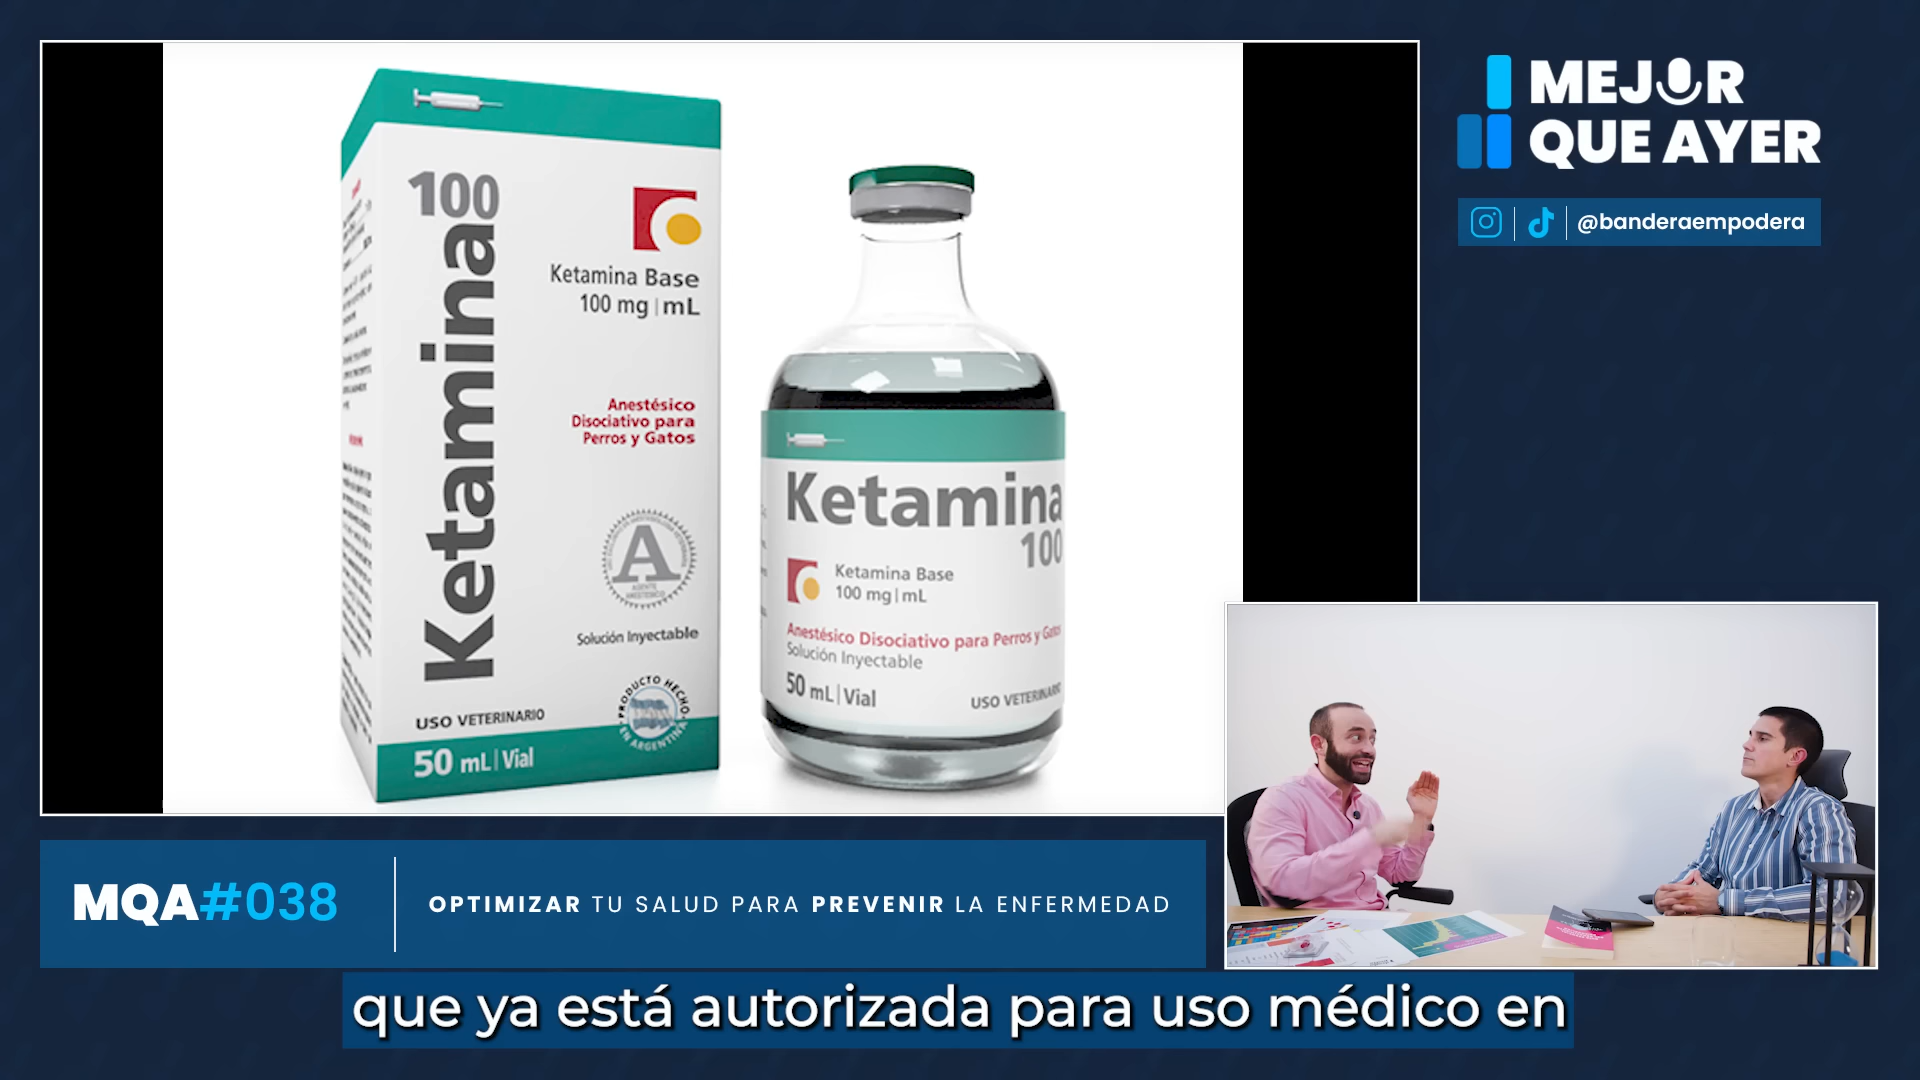 MEJOR
QUE AYER
@banderaempodera
Ketamina 100
Ketamina Base
100 mg | mL
Anestésico
Disociativo para
Perros y Gatos
A
AGENTE
ANESTÉSICO
Solución Inyectable
PRODUCTO HECHO
EN ARGENTINA
USO VETERINARIO
50 mL | Vial
Ketamina
100
Ketamina Base
100 mg | mL
Anestésico Disociativo para Perros y Gatos
Solución Inyectable
50 mL | Vial
USO VETERINARIO
MQA#038
OPTIMIZAR TU SALUD PARA PREVENIR LA ENFERMEDAD
que ya está autorizada para uso médico en